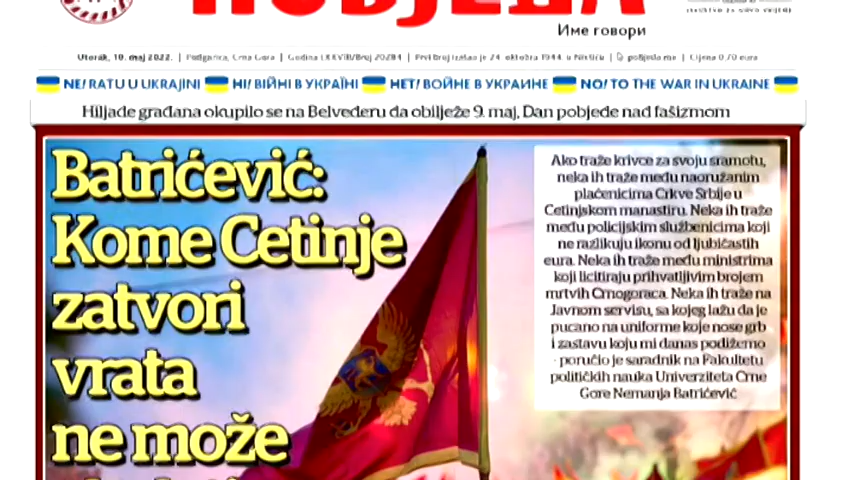 Име говори
Utorak, 10. maj 2022. | Podgorica, Crna Gora | Godina LXXVIII/Broj 20284 | Prvi broj izašao je 24. oktobra 1944. u Nikšiću | pobjeda.me | Cijena 0,70 eura
NE! RATU U UKRAJINI НІ! ВІЙНІ В УКРАЇНІ НЕТ! ВОЙНЕ В УКРАИНЕ NO! TO THE WAR IN UKRAINE
Hiljade građana okupilo se na Belvederu da obilježe 9. maj, Dan pobjede nad fašizmom
Batrićević:
Kome Cetinje
zatvori
vrata
ne može
Ako traže krivce za svoju sramotu,
neka ih traže među naoružanim
plaćenicima Crkve Srbije u
Cetinjskom manastiru. Neka ih traže
među policijskim službenicima koji
ne razlikuju ikonu od ljubičastih
eura. Neka ih traže među ministrima
koji licitiraju prihvatljivim brojem
mrtvih Crnogoraca. Neka ih traže na
Javnom servisu, sa kojeg lažu da je
pucano na uniforme koje nose grb
i zastavu koju mi danas podižemo
- poručio je saradnik na Fakultetu
političkih nauka Univerziteta Crne
Gore Nemanja Batrićević